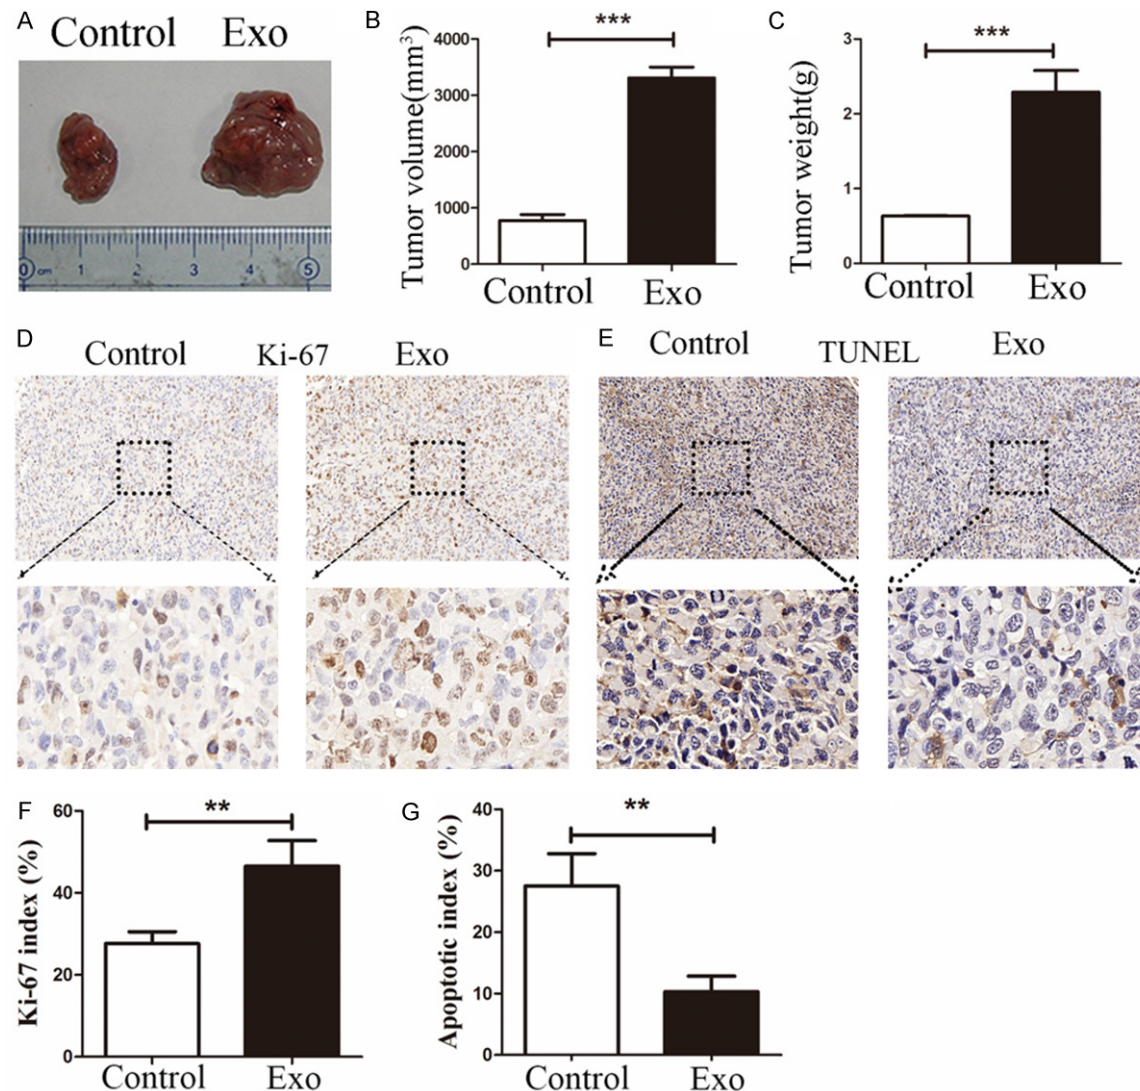 A
Control Exo
0 cm 1 2 3 4 5
B
***
Tumor volume(mm³)
4000
3000
2000
1000
0
Control Exo
C
***
Tumor weight(g)
3
2
1
0
Control Exo
D
Control Ki-67 Exo
E
Control TUNEL Exo
F
**
Ki-67 index (%)
60
40
20
0
Control Exo
G
**
Apoptotic index (%)
40
30
20
10
0
Control Exo